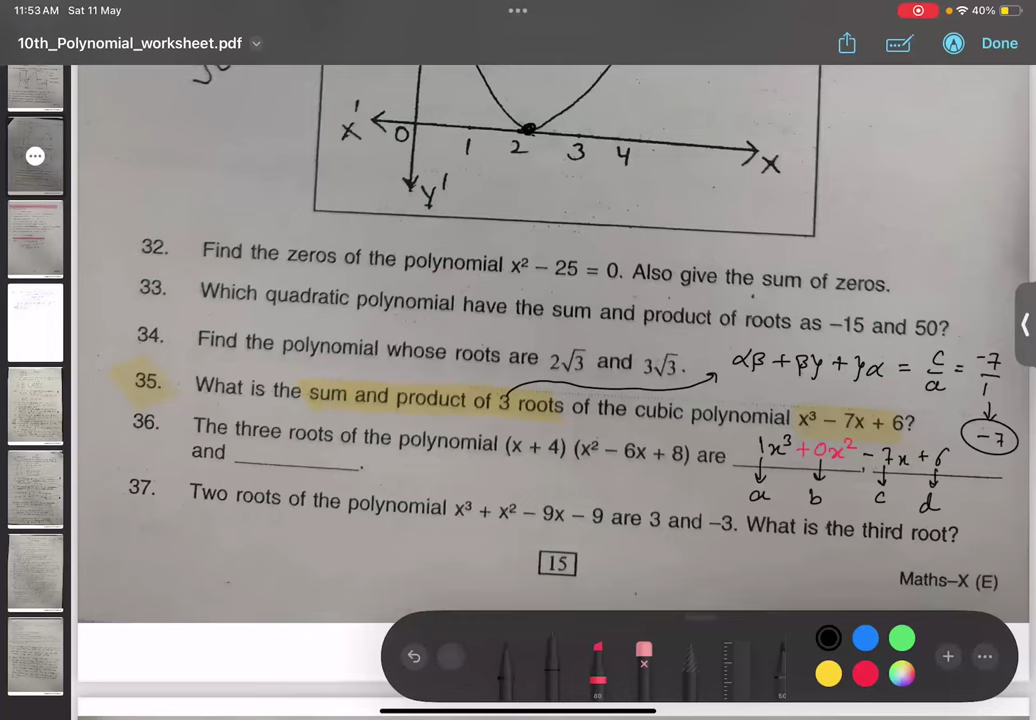 11:53 AM Sat 11 May
40%
10th_Polynomial_worksheet.pdf
Done
X' 0 1 2 3 4 X
Y'
32. Find the zeros of the polynomial x² – 25 = 0. Also give the sum of zeros.
33. Which quadratic polynomial have the sum and product of roots as –15 and 50?
34. Find the polynomial whose roots are 2√3 and 3√3.
αβ + βγ + γα = c/a = -7/1
-7
35. What is the sum and product of 3 roots of the cubic polynomial x³ – 7x + 6?
36. The three roots of the polynomial (x + 4) (x² – 6x + 8) are ________, ________
and ________.
1x³ + 0x² - 7x + 6
a b c d
37. Two roots of the polynomial x³ + x² – 9x – 9 are 3 and –3. What is the third root?
15
Maths–X (E)